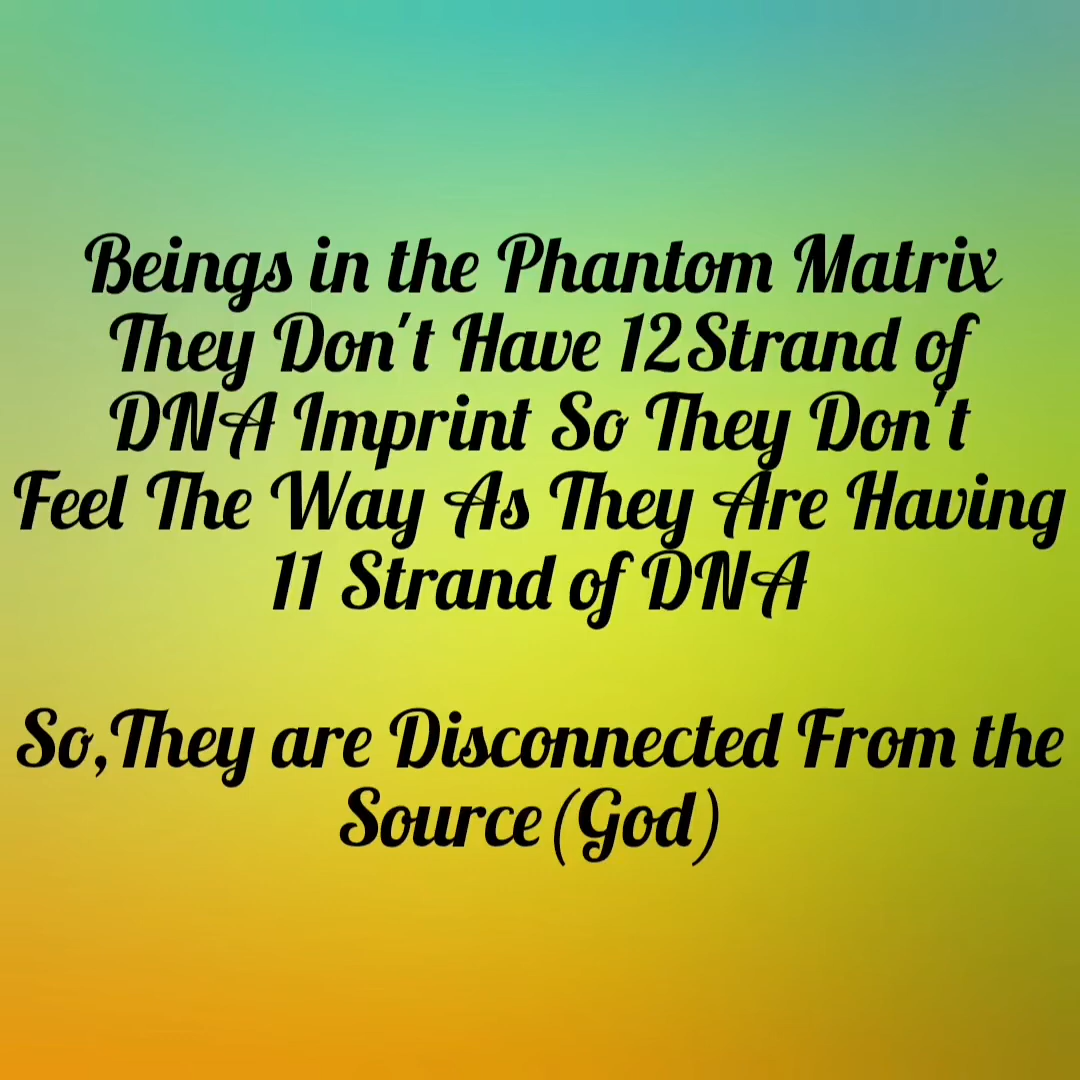 Beings in the Phantom Matrix
They Don't Have 12Strand of
DNA Imprint So They Don't
Feel The Way As They Are Having
11 Strand of DNA
So,They are Disconnected From the
Source(God)